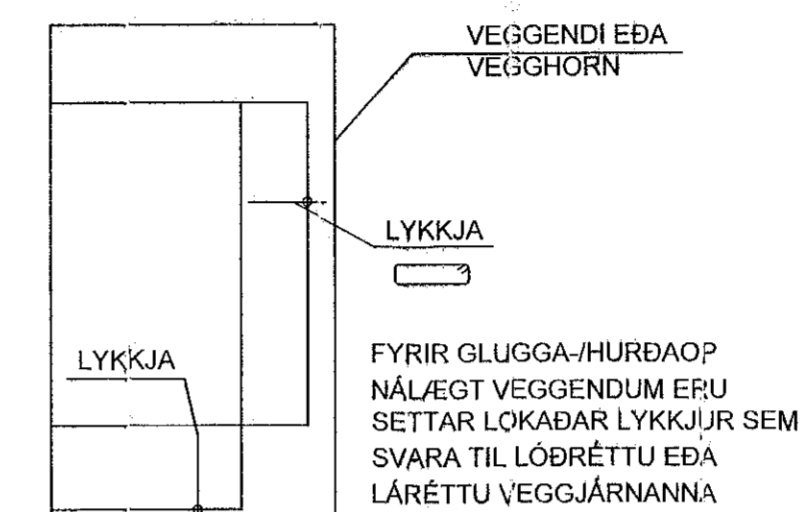 VEGGENDI EÐA
VEGGHORN
LYKKJA
LYKKJA
FYRIR GLUGGA-/HURÐAOP
NÁLÆGT VEGGENDUM ERU
SETTAR LOKAÐAR LYKKJUR SEM
SVARA TIL LÓÐRÉTTU EÐA
LÁRÉTTU VEGGJÁRNANNA